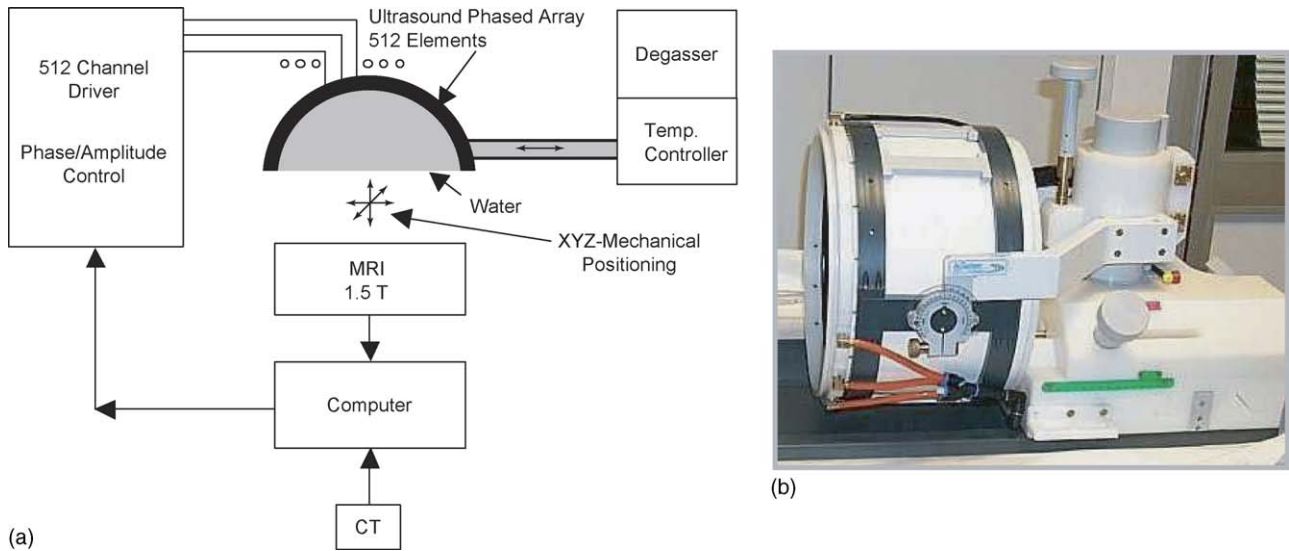 Ultrasound Phased Array
512 Elements
512 Channel
Driver
Phase/Amplitude
Control
Degasser
Temp.
Controller
Water
XYZ-Mechanical
Positioning
MRI
1.5 T
Computer
CT
(a)
(b)